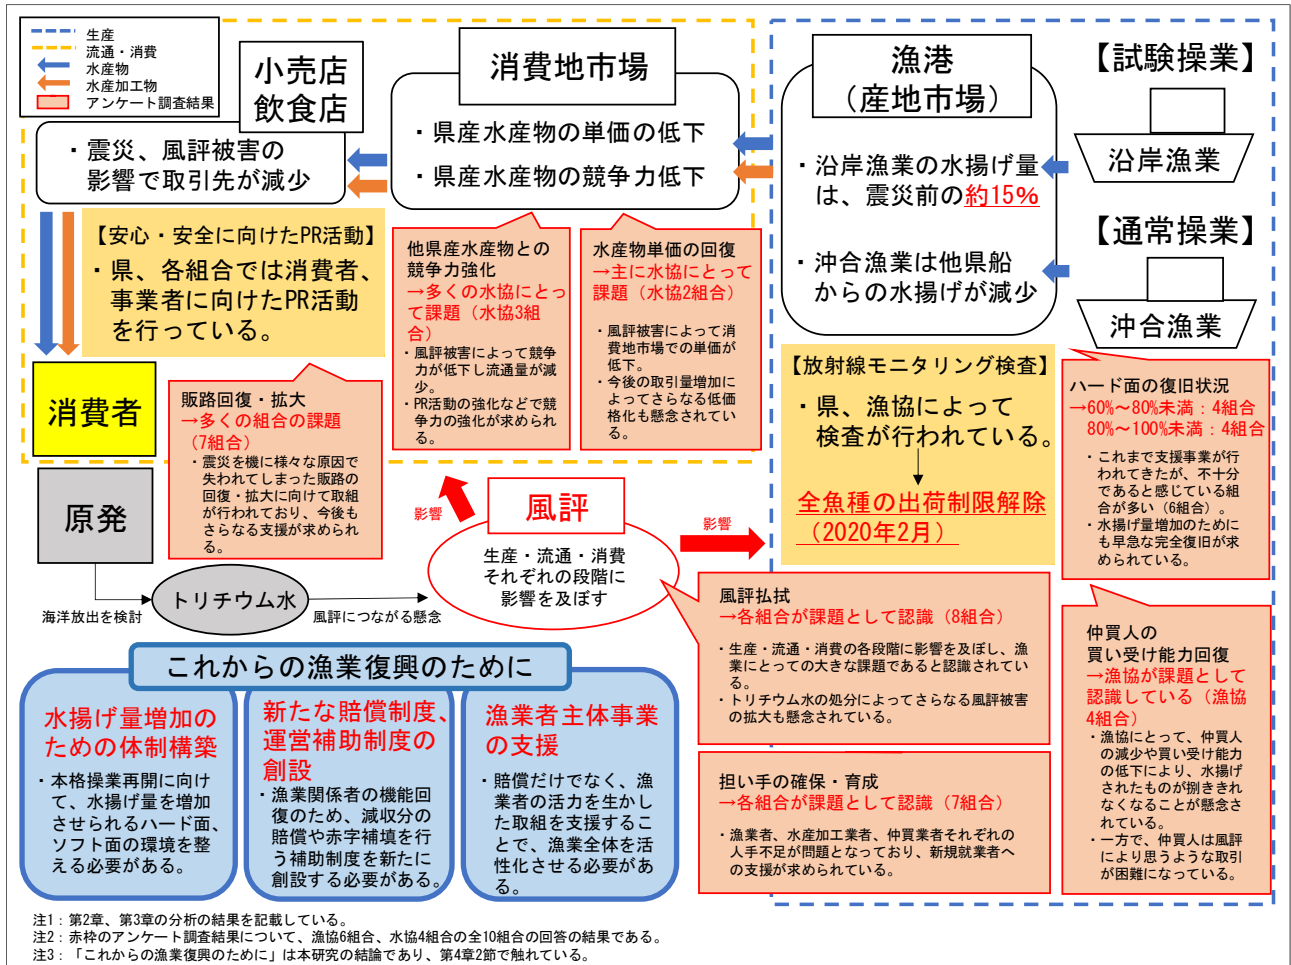 生産
流通・消費
水産物
水産加工物
アンケート調査結果
小売店
飲食店
・震災、風評被害の
影響で取引先が減少
消費地市場
・県産水産物の単価の低下
・県産水産物の競争力低下
漁港
（産地市場）
・沿岸漁業の水揚げ量
は、震災前の約15%
・沖合漁業は他県船
からの水揚げが減少
【試験操業】
沿岸漁業
【通常操業】
沖合漁業
【安心・安全に向けたPR活動】
・県、各組合では消費者、
事業者に向けたPR活動
を行っている。
消費者
販路回復・拡大
→多くの組合の課題
（7組合）
・震災を機に様々な原因で
失われてしまった販路の
回復・拡大に向けて取組
が行われており、今後も
さらなる支援が求められ
る。
他県産水産物との
競争力強化
→多くの水協にとっ
て課題（水協3組
合）
・風評被害によって競争
力が低下し流通量が減
少。
・PR活動の強化などで競
争力の強化が求められ
る。
水産物単価の回復
→主に水協にとって
課題（水協2組合）
・風評被害によって消
費地市場での単価が
低下。
・今後の取引量増加に
よってさらなる低価
格化も懸念されてい
る。
【放射線モニタリング検査】
・県、漁協によって
検査が行われている。
全魚種の出荷制限解除
（2020年2月）
ハード面の復旧状況
→60%～80%未満：4組合
80%～100%未満：4組合
・これまで支援事業が行
われてきたが、不十分
であると感じている組
合が多い（6組合）。
・水揚げ量増加のために
も早急な完全復旧が求
められている。
原発
海洋放出を検討
トリチウム水
風評につながる懸念
影響
風評
生産・流通・消費
それぞれの段階に
影響を及ぼす
影響
風評払拭
→各組合が課題として認識（8組合）
・生産・流通・消費の各段階に影響を及ぼし、漁
業にとっての大きな課題であると認識されてい
る。
・トリチウム水の処分によってさらなる風評被害
の拡大も懸念されている。
仲買人の
買い受け能力回復
→漁協が課題として
認識している（漁協
4組合）
・漁協にとって、仲買人
の減少や買い受け能力
の低下により、水揚げ
されたものが捌ききれ
なくなることが懸念さ
れている。
・一方で、仲買人は風評
により思うような取引
が困難になっている。
担い手の確保・育成
→各組合が課題として認識（7組合）
・漁業者、水産加工業者、仲買業者それぞれの
人手不足が問題となっており、新規就業者へ
の支援が求められている。
これからの漁業復興のために
水揚げ量増加の
ための体制構築
・本格操業再開に向け
て、水揚げ量を増加
させられるハード面、
ソフト面の環境を整
える必要がある。
新たな賠償制度、
運営補助制度の
創設
・漁業関係者の機能回
復のため、減収分の
賠償や赤字補填を行
う補助制度を新たに
創設する必要がある。
漁業者主体事業
の支援
・賠償だけでなく、漁
業者の活力を生かし
た取組を支援するこ
とで、漁業全体を活
性化させる必要があ
る。
注1：第2章、第3章の分析の結果を記載している。
注2：赤枠のアンケート調査結果について、漁協6組合、水協4組合の全10組合の回答の結果である。
注3：「これからの漁業復興のために」は本研究の結論であり、第4章2節で触れている。